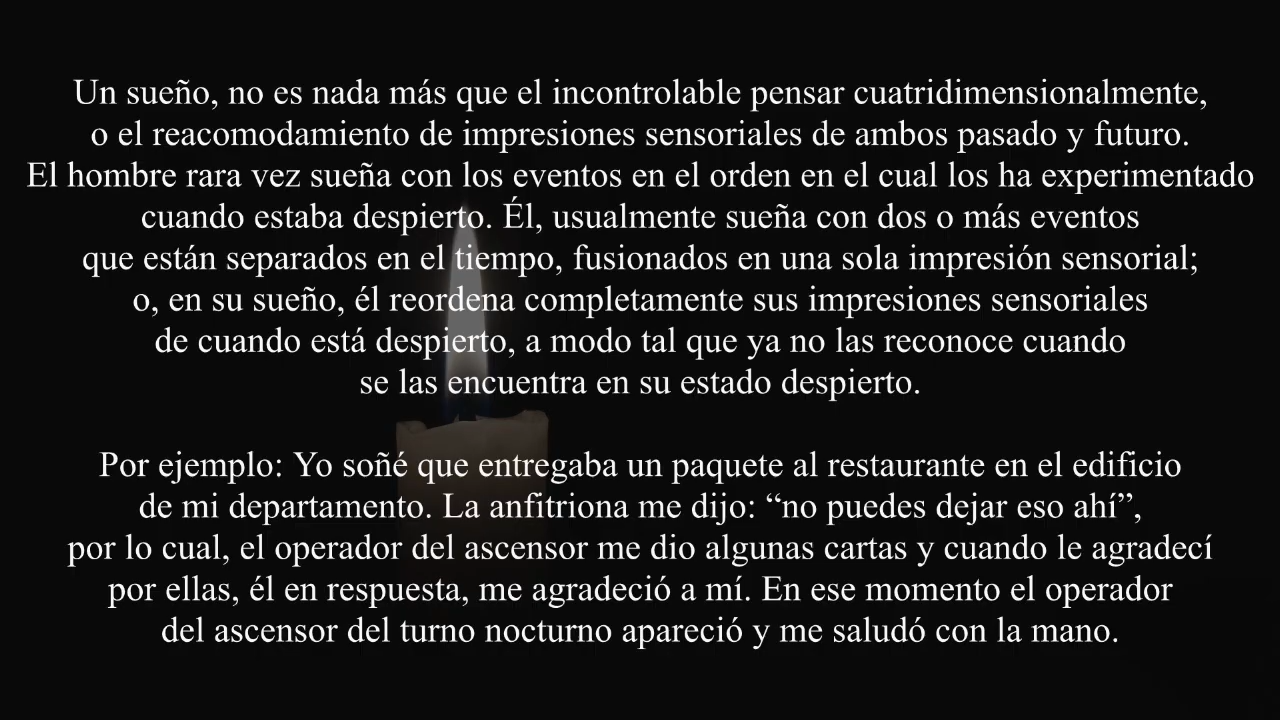 Un sueño, no es nada más que el incontrolable pensar cuatridimensionalmente,
o el reacomodamiento de impresiones sensoriales de ambos pasado y futuro.
El hombre rara vez sueña con los eventos en el orden en el cual los ha experimentado
cuando estaba despierto. Él, usualmente sueña con dos o más eventos
que están separados en el tiempo, fusionados en una sola impresión sensorial;
o, en su sueño, él reordena completamente sus impresiones sensoriales
de cuando está despierto, a modo tal que ya no las reconoce cuando
se las encuentra en su estado despierto.
Por ejemplo: Yo soñé que entregaba un paquete al restaurante en el edificio
de mi departamento. La anfitriona me dijo: “no puedes dejar eso ahí”,
por lo cual, el operador del ascensor me dio algunas cartas y cuando le agradecí
por ellas, él en respuesta, me agradeció a mí. En ese momento el operador
del ascensor del turno nocturno apareció y me saludó con la mano.